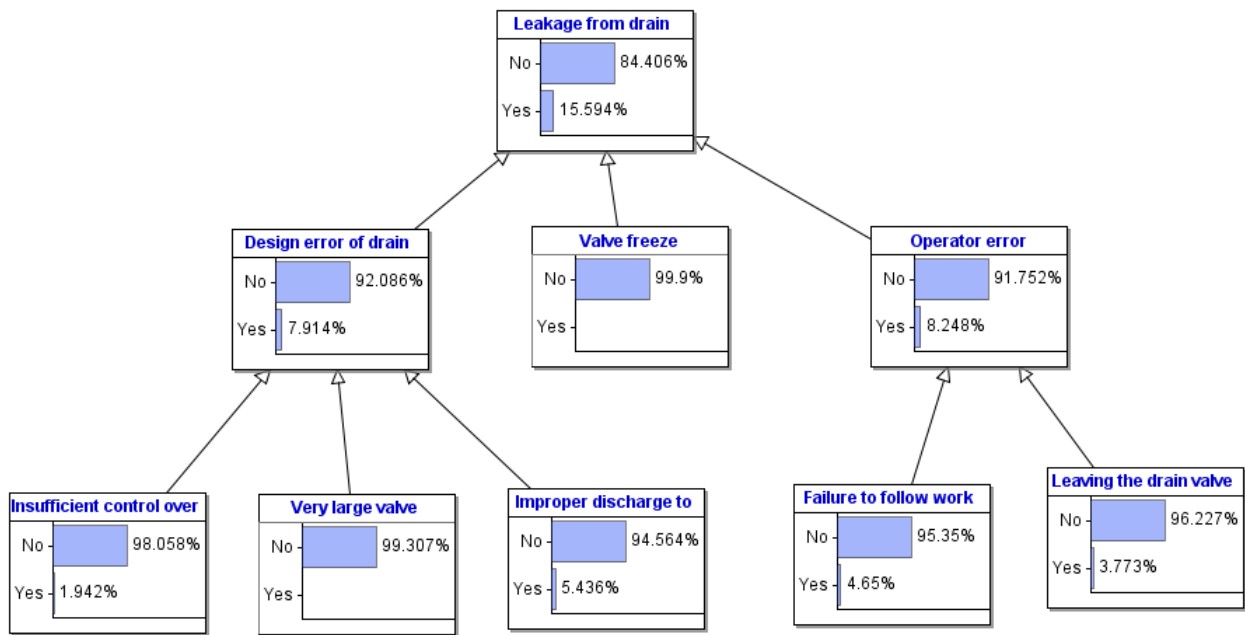 Leakage from drain
No
84.406%
Yes
15.594%
Design error of drain
No
92.086%
Yes
7.914%
Valve freeze
No
99.9%
Yes
Operator error
No
91.752%
Yes
8.248%
Insufficient control over
No
98.058%
Yes
1.942%
Very large valve
No
99.307%
Yes
Improper discharge to
No
94.564%
Yes
5.436%
Failure to follow work
No
95.35%
Yes
4.65%
Leaving the drain valve
No
96.227%
Yes
3.773%